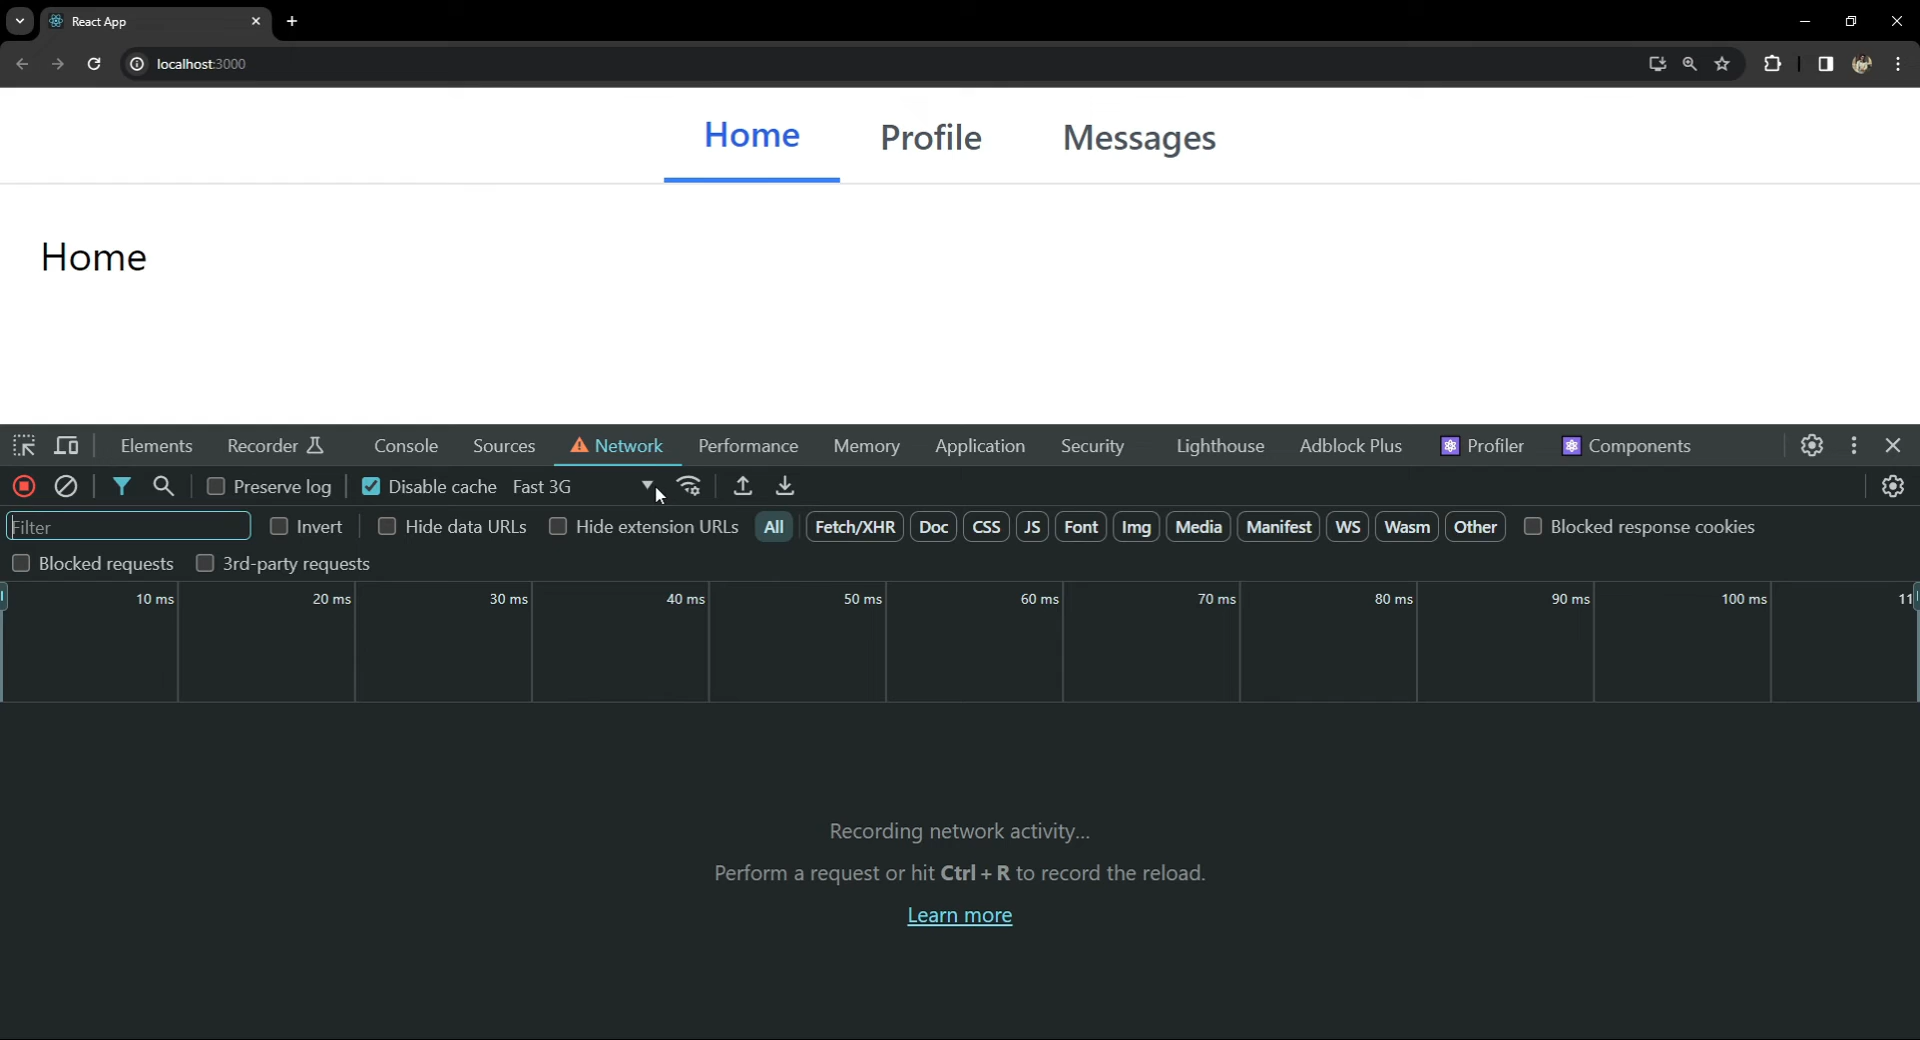 React App
localhost:3000
Home Profile Messages
Home
Elements Recorder Console Sources Network Performance Memory Application Security Lighthouse Adblock Plus Profiler Components
Preserve log Disable cache Fast 3G
Filter Invert Hide data URLs Hide extension URLs All Fetch/XHR Doc CSS JS Font Img Media Manifest WS Wasm Other Blocked response cookies
Blocked requests 3rd-party requests
10 ms 20 ms 30 ms 40 ms 50 ms 60 ms 70 ms 80 ms 90 ms 100 ms 11
Recording network activity...
Perform a request or hit Ctrl + R to record the reload.
Learn more